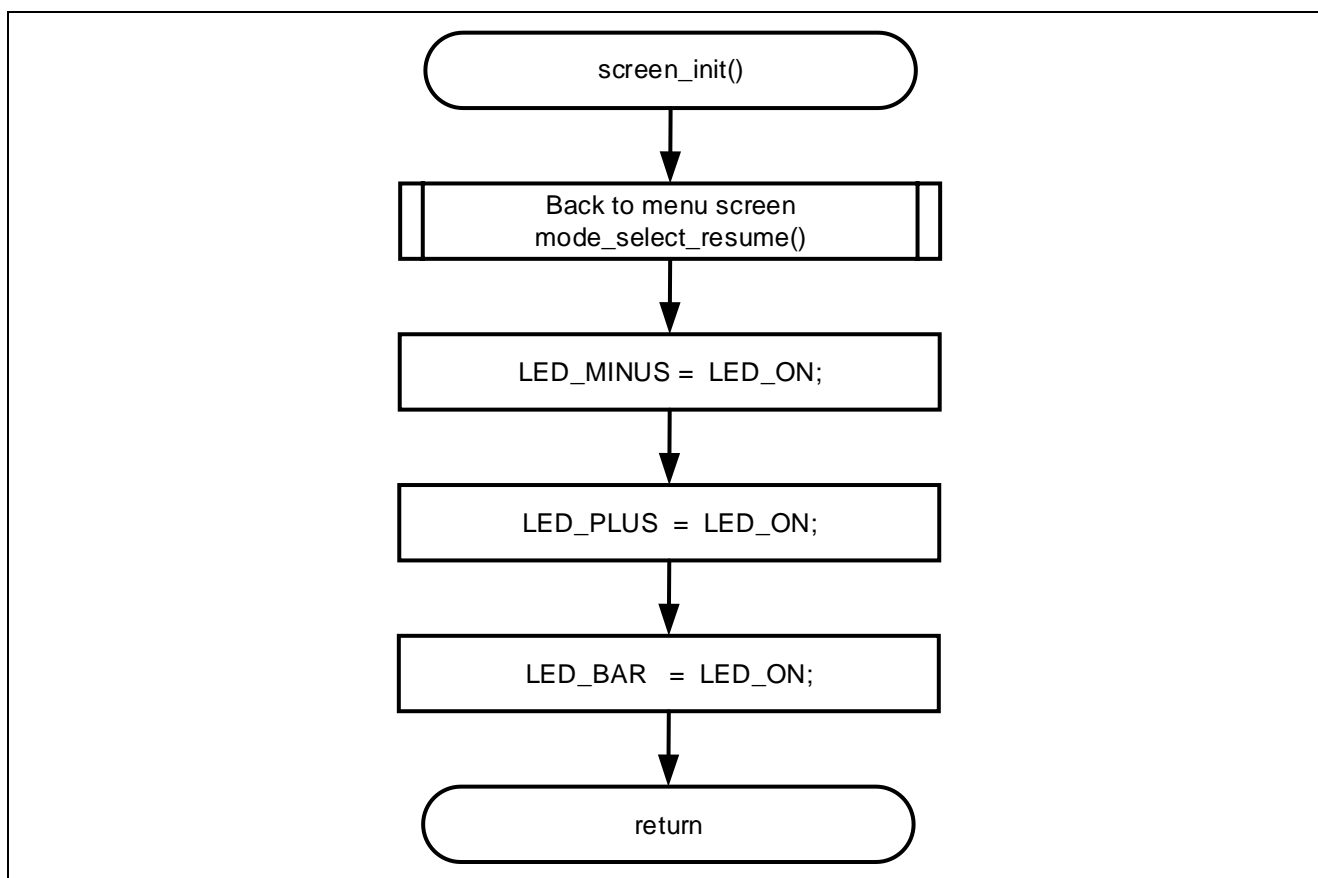 screen_init()
Back to menu screen
mode_select_resume()
LED_MINUS = LED_ON;
LED_PLUS = LED_ON;
LED_BAR = LED_ON;
return